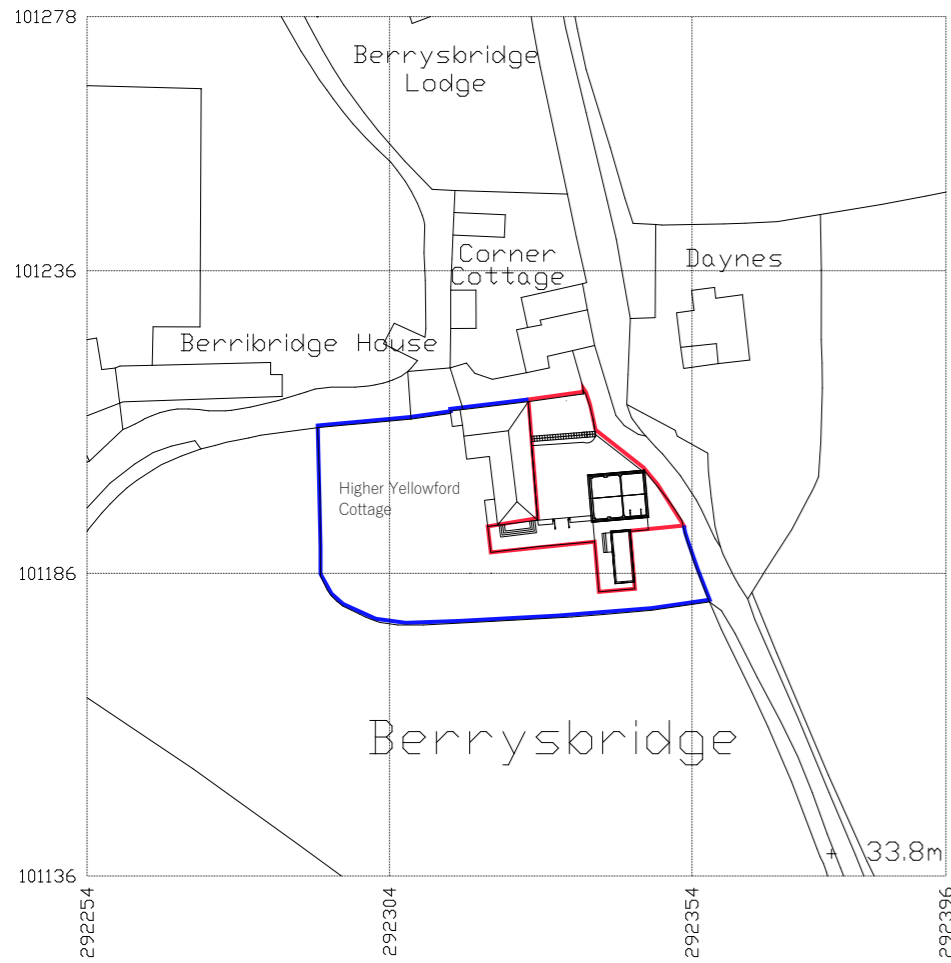 101278
Berrysbridge
Lodge
Corner
Cottage
Daynes
101236
Berribridge House
Higher Yellowford
Cottage
101186
Berrysbridge
33.8m
101136
292254
292304
292354
292396